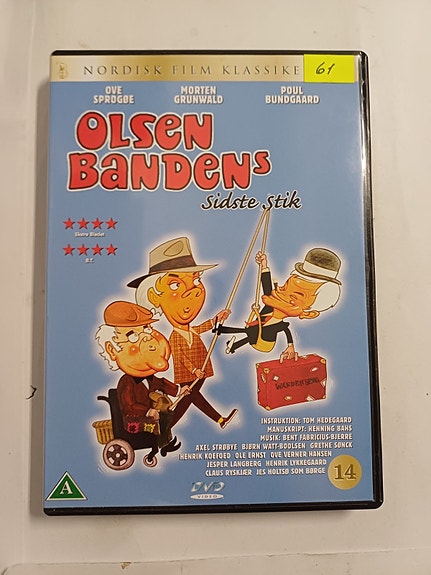 NORDISK FILM KLASSIKE
61
OVE SPROGØE
MORTEN GRUNWALD
POUL BUNDGAARD
OLSEN
BANDENS
Sidste Stik
★★★★
Ekstra Bladet
★★★★
B.T.
INSTRUKTION: TOM HEDEGAARD
MANUSKRIPT: HENNING BAHS
MUSIK: BENT FABRICIUS-BJERRE
AXEL STRØBYE BJØRN WATT-BOOLSEN GRETHE SØNCK
HENRIK KOEFOED OLE ERNST OVE VERNER HANSEN
JESPER LANGBERG HENRIK LYKKEGAARD
CLAUS RYSKJÆR JES HOLTSØ SOM BØRGE
A
DVD
VIDEO
14